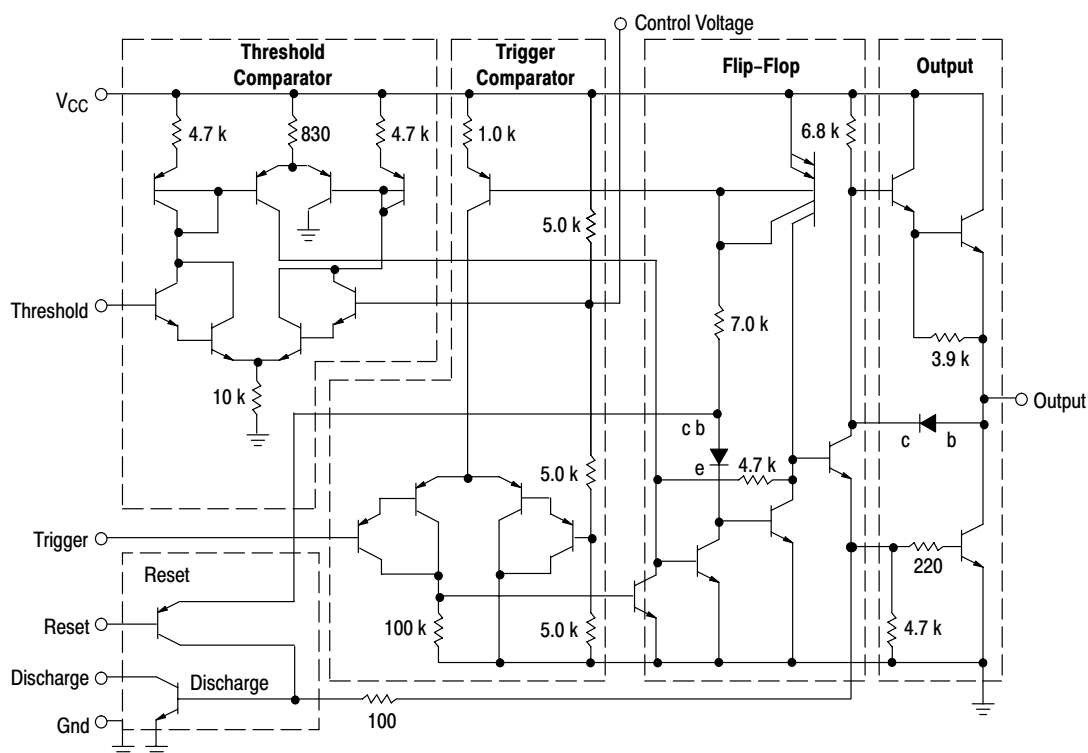 Control Voltage
Threshold
Comparator
Trigger
Comparator
Flip-Flop
Output
VCC
4.7 k
830
4.7 k
1.0 k
6.8 k
5.0 k
Threshold
7.0 k
3.9 k
10 k
Output
c b
c
b
e
4.7 k
5.0 k
Trigger
220
Reset
Reset
100 k
5.0 k
4.7 k
Discharge
Discharge
100
Gnd